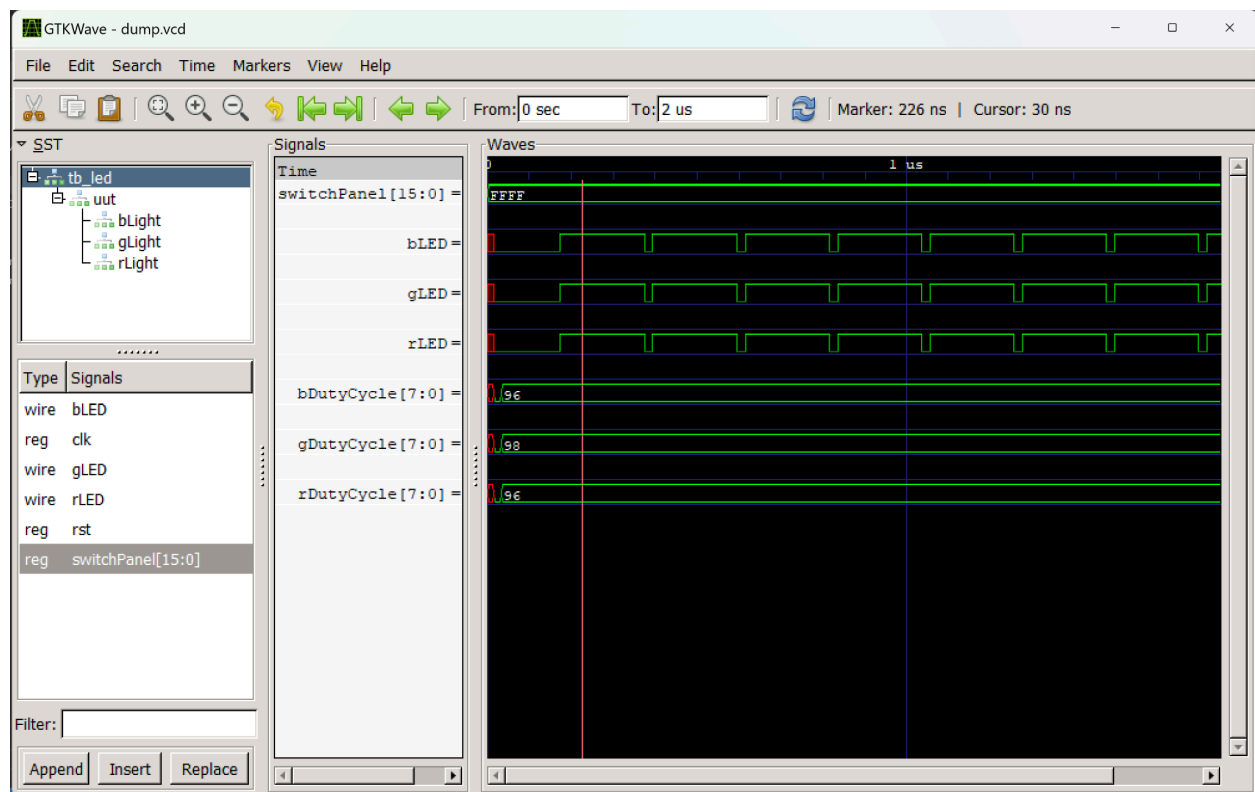 GTKWave - dump.vcd
File Edit Search Time Markers View Help
From: 0 sec To: 2 us Marker: 226 ns | Cursor: 30 ns
SST
tb_led
uut
bLight
gLight
rLight
Type Signals
wire bLED
reg clk
wire gLED
wire rLED
reg rst
reg switchPanel[15:0]
Filter:
Append Insert Replace
Signals
Time
switchPanel[15:0] =
bLED =
gLED =
rLED =
bDutyCycle[7:0] =
gDutyCycle[7:0] =
rDutyCycle[7:0] =
Waves
0 1 us
FFFF
96
98
96